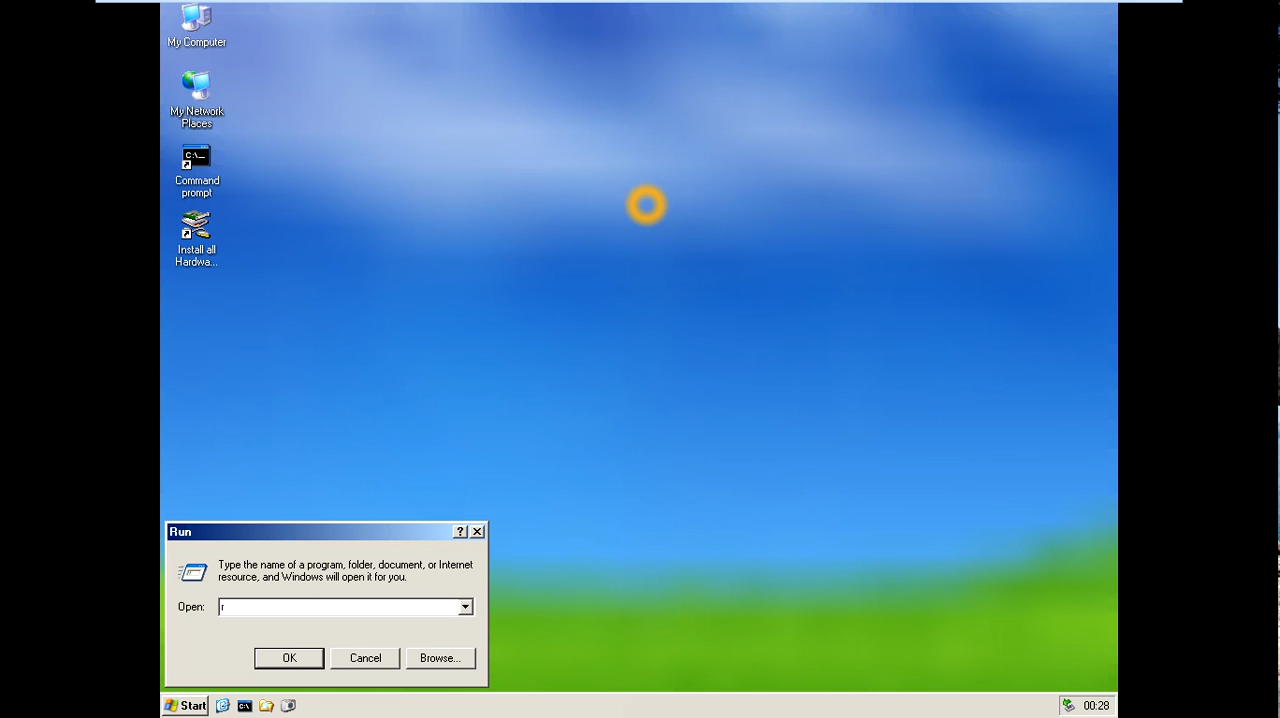 My Computer
My Network
Places
C:\_
Command
prompt
Install all
Hardwa...
Run
?
Type the name of a program, folder, document, or Internet
resource, and Windows will open it for you.
Open: r
OK Cancel Browse...
Start C:\ 00:28